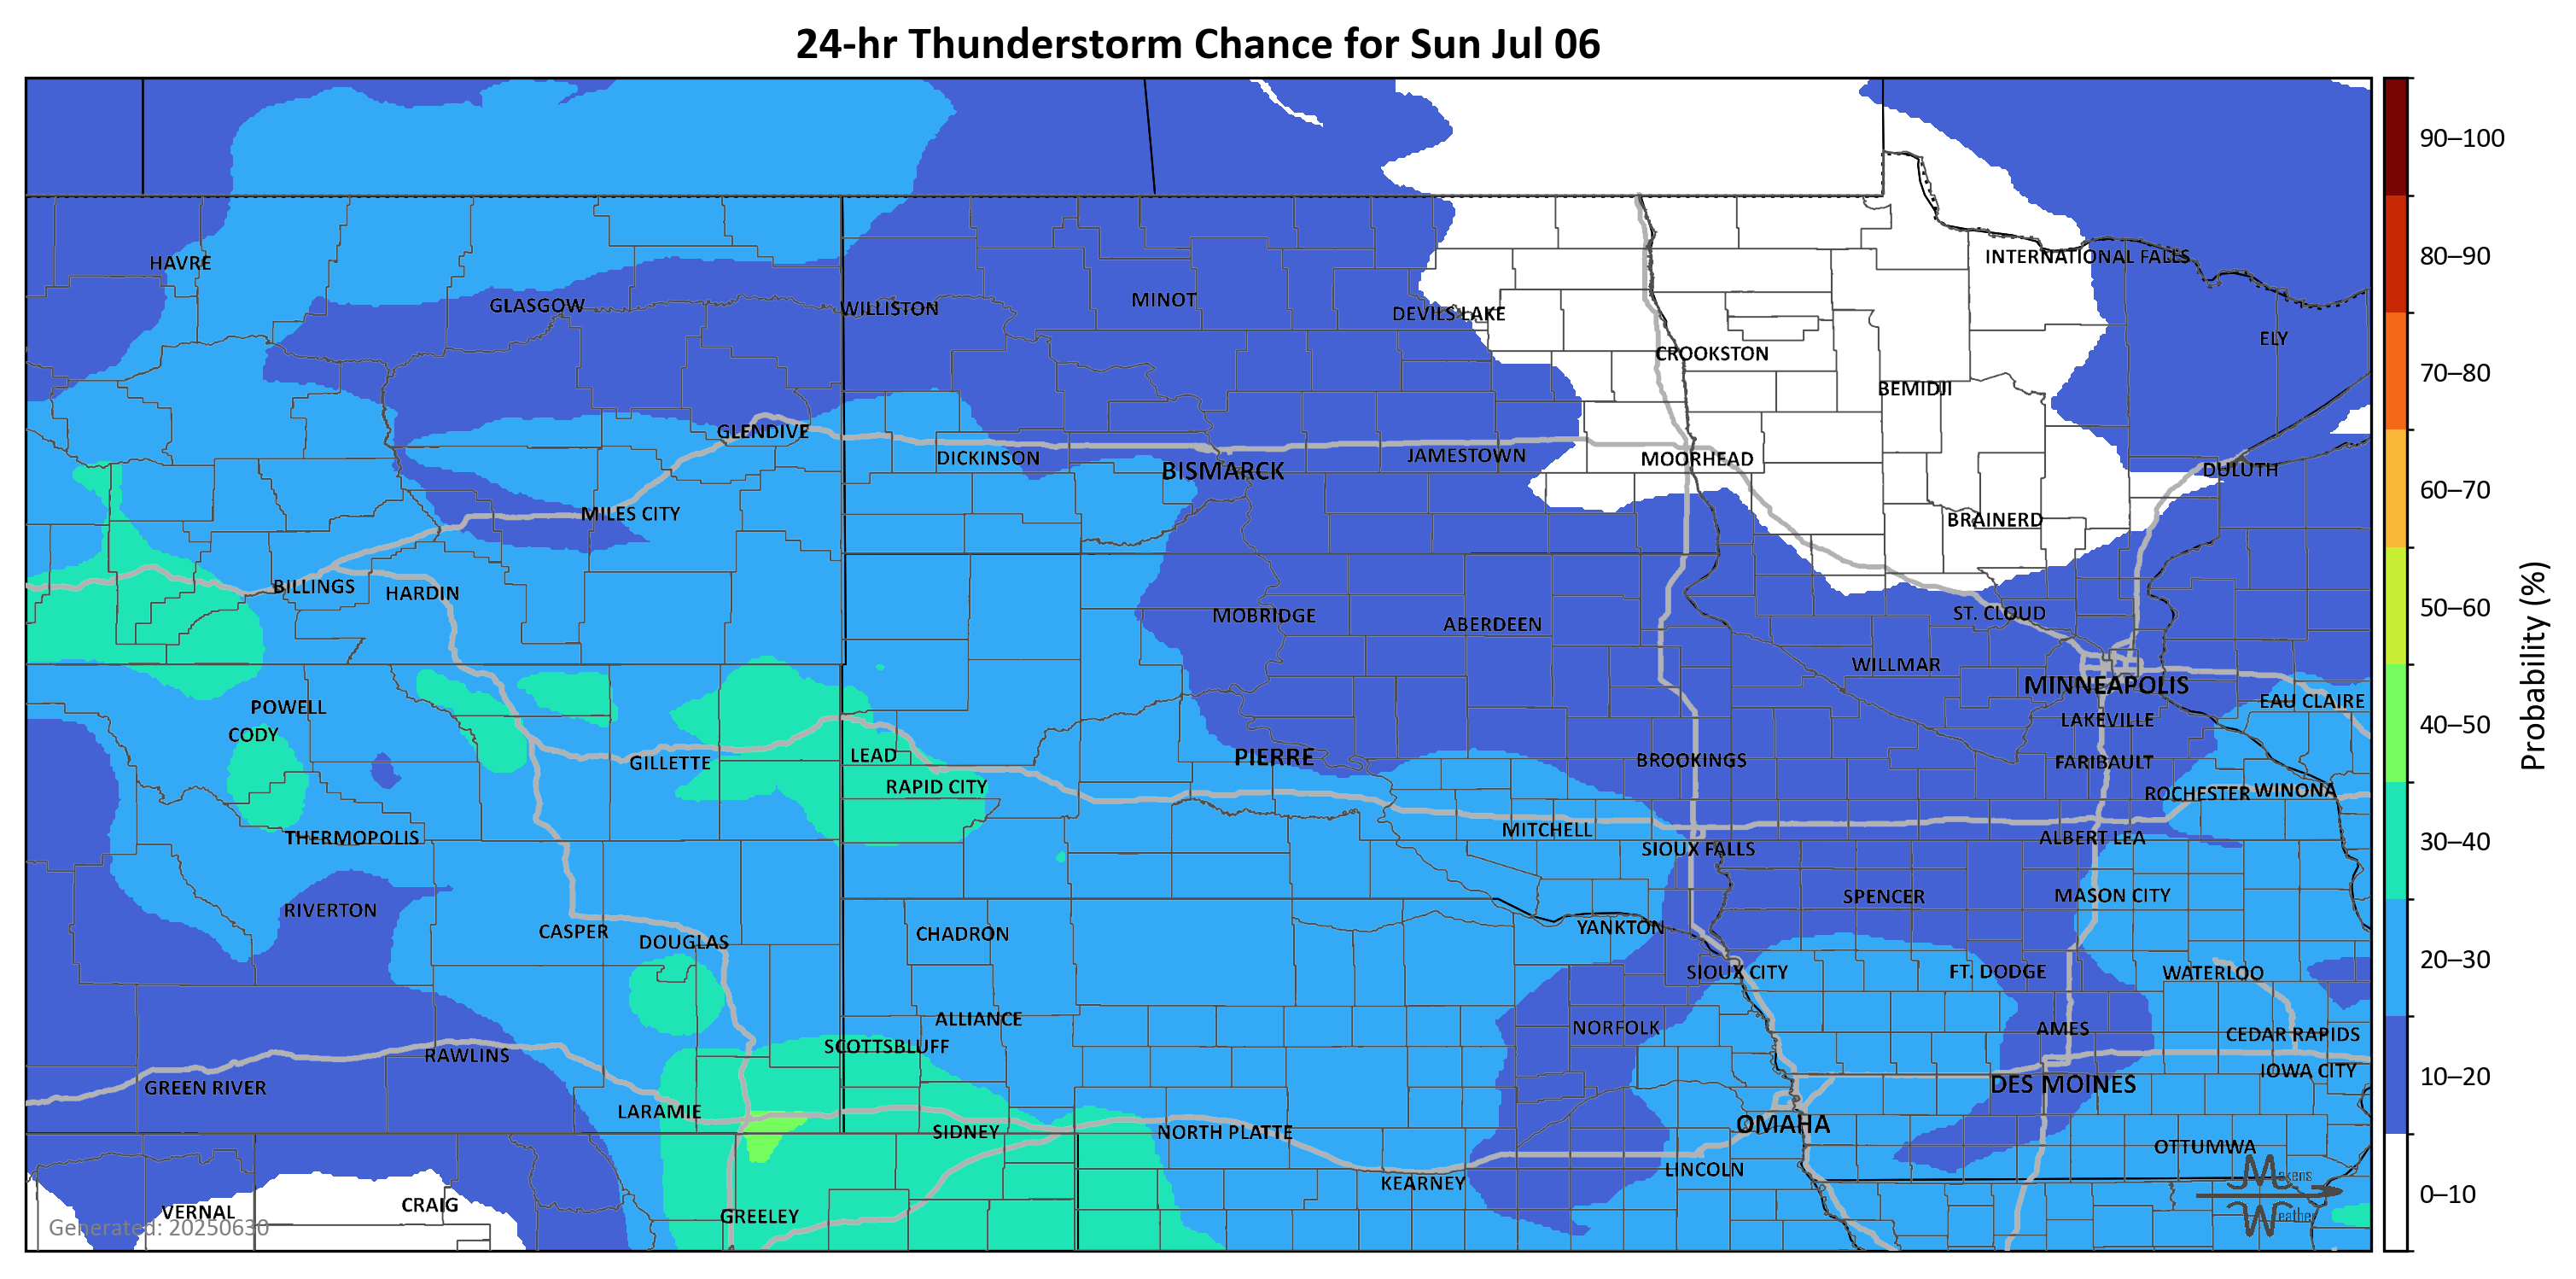 24-hr Thunderstorm Chance for Sun Jul 06
90–100
80–90
70–80
60–70
50–60
40–50
30–40
20–30
10–20
0–10
Probability (%)
HAVRE
INTERNATIONAL FALLS
GLASGOW
WILLISTON
MINOT
DEVILS LAKE
ELY
CROOKSTON
BEMIDJI
GLENDIVE
DICKINSON
BISMARCK
JAMESTOWN
MOORHEAD
DULUTH
MILES CITY
BRAINERD
BILLINGS
HARDIN
MOBRIDGE
ABERDEEN
ST. CLOUD
WILLMAR
MINNEAPOLIS
EAU CLAIRE
POWELL
CODY
LAKEVILLE
GILLETTE
LEAD
PIERRE
BROOKINGS
FARIBAULT
RAPID CITY
ROCHESTER
WINONA
THERMOPOLIS
MITCHELL
SIOUX FALLS
ALBERT LEA
RIVERTON
SPENCER
MASON CITY
CASPER
DOUGLAS
CHADRON
YANKTON
SIOUX CITY
FT. DODGE
WATERLOO
ALLIANCE
NORFOLK
AMES
CEDAR RAPIDS
SCOTTSBLUFF
RAWLINS
GREEN RIVER
DES MOINES
IOWA CITY
LARAMIE
SIDNEY
NORTH PLATTE
OMAHA
OTTUMWA
KEARNEY
LINCOLN
VERNAL
CRAIG
GREELEY
Generated: 20250630
Makens
Weather